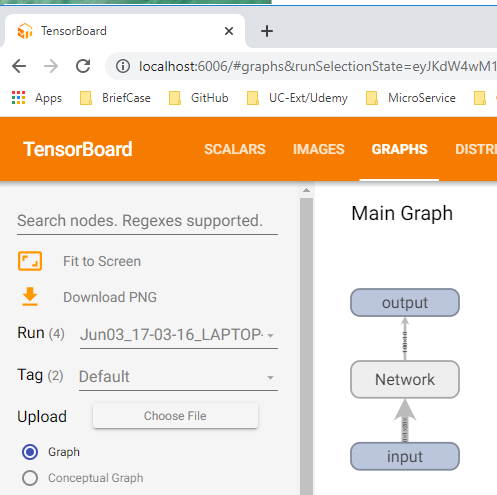 TensorBoard
localhost:6006/#graphs&runSelectionState=eyJKdW4wM1
Apps BriefCase GitHub UC-Ext/Udemy MicroService
TensorBoard SCALARS IMAGES GRAPHS DISTRI
Search nodes. Regexes supported.
Fit to Screen
Download PNG
Run (4) Jun03_17-03-16_LAPTOP-
Tag (2) Default
Upload Choose File
Graph
Conceptual Graph
Main Graph
output
Network
input